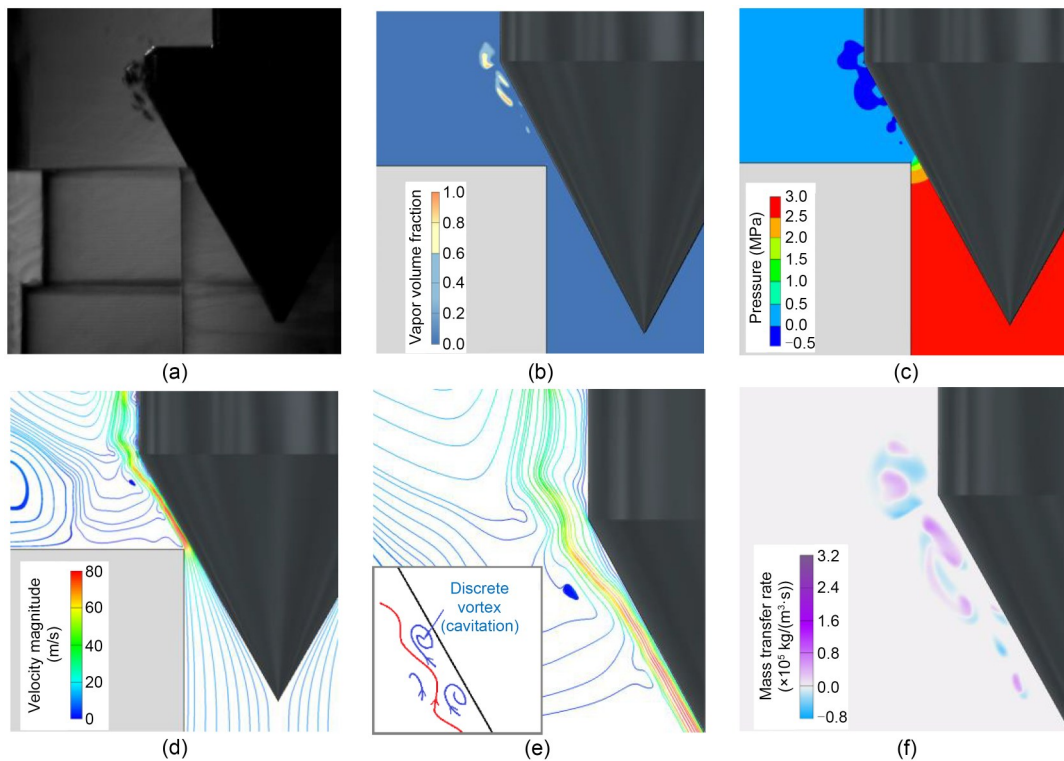 Vapor volume fraction
1.0
0.8
0.6
0.4
0.2
0.0
Pressure (MPa)
3.0
3.0
2.5
2.0
1.5
1.0
0.5
0.0
−0.5
(a)
(b)
(c)
Velocity magnitude
(m/s)
80
60
40
20
0
Discrete
vortex
(cavitation)
Mass transfer rate
(×10⁵ kg/(m³·s))
3.2
2.4
1.6
0.8
0.0
−0.8
(d)
(e)
(f)